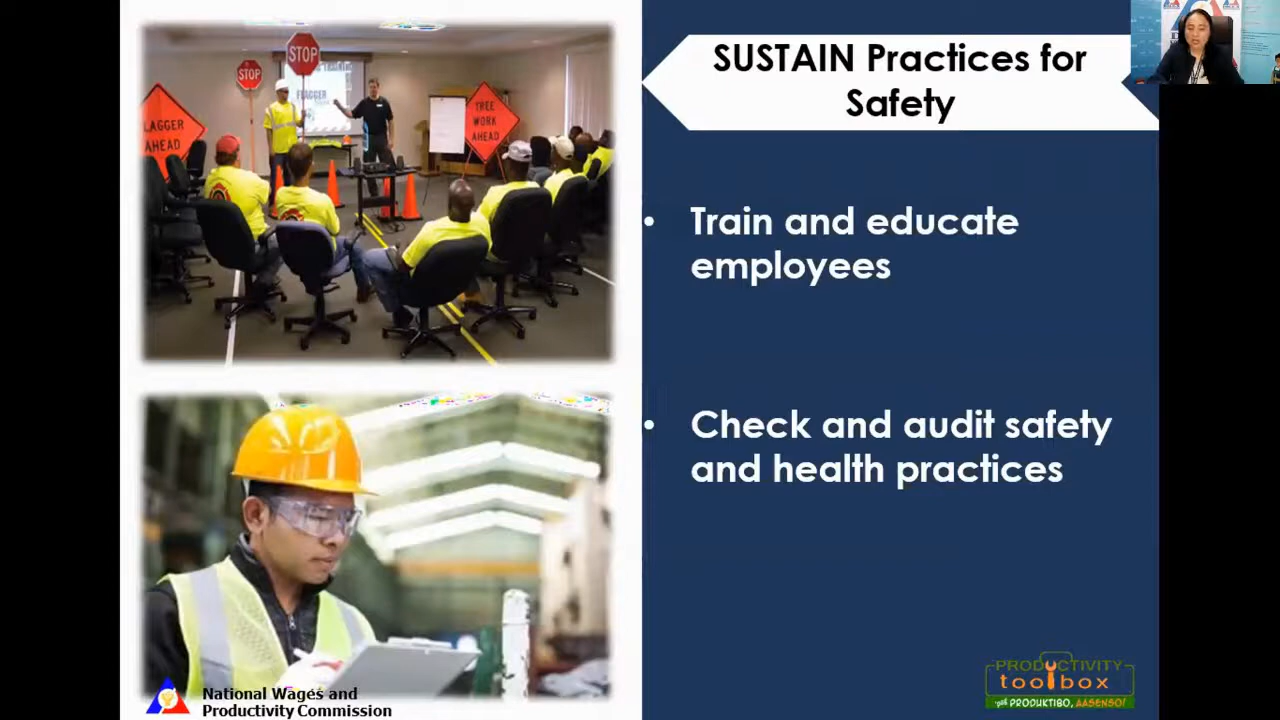 SUSTAIN Practices for
Safety
• Train and educate
employees
• Check and audit safety
and health practices
STOP
STOP
FLAGGER
LAGGER
AHEAD
TREE
WORK
AHEAD
National Wages and
Productivity Commission
PRODUCTIVITY
toolbox
PRODUKTIBO, AASENSO!